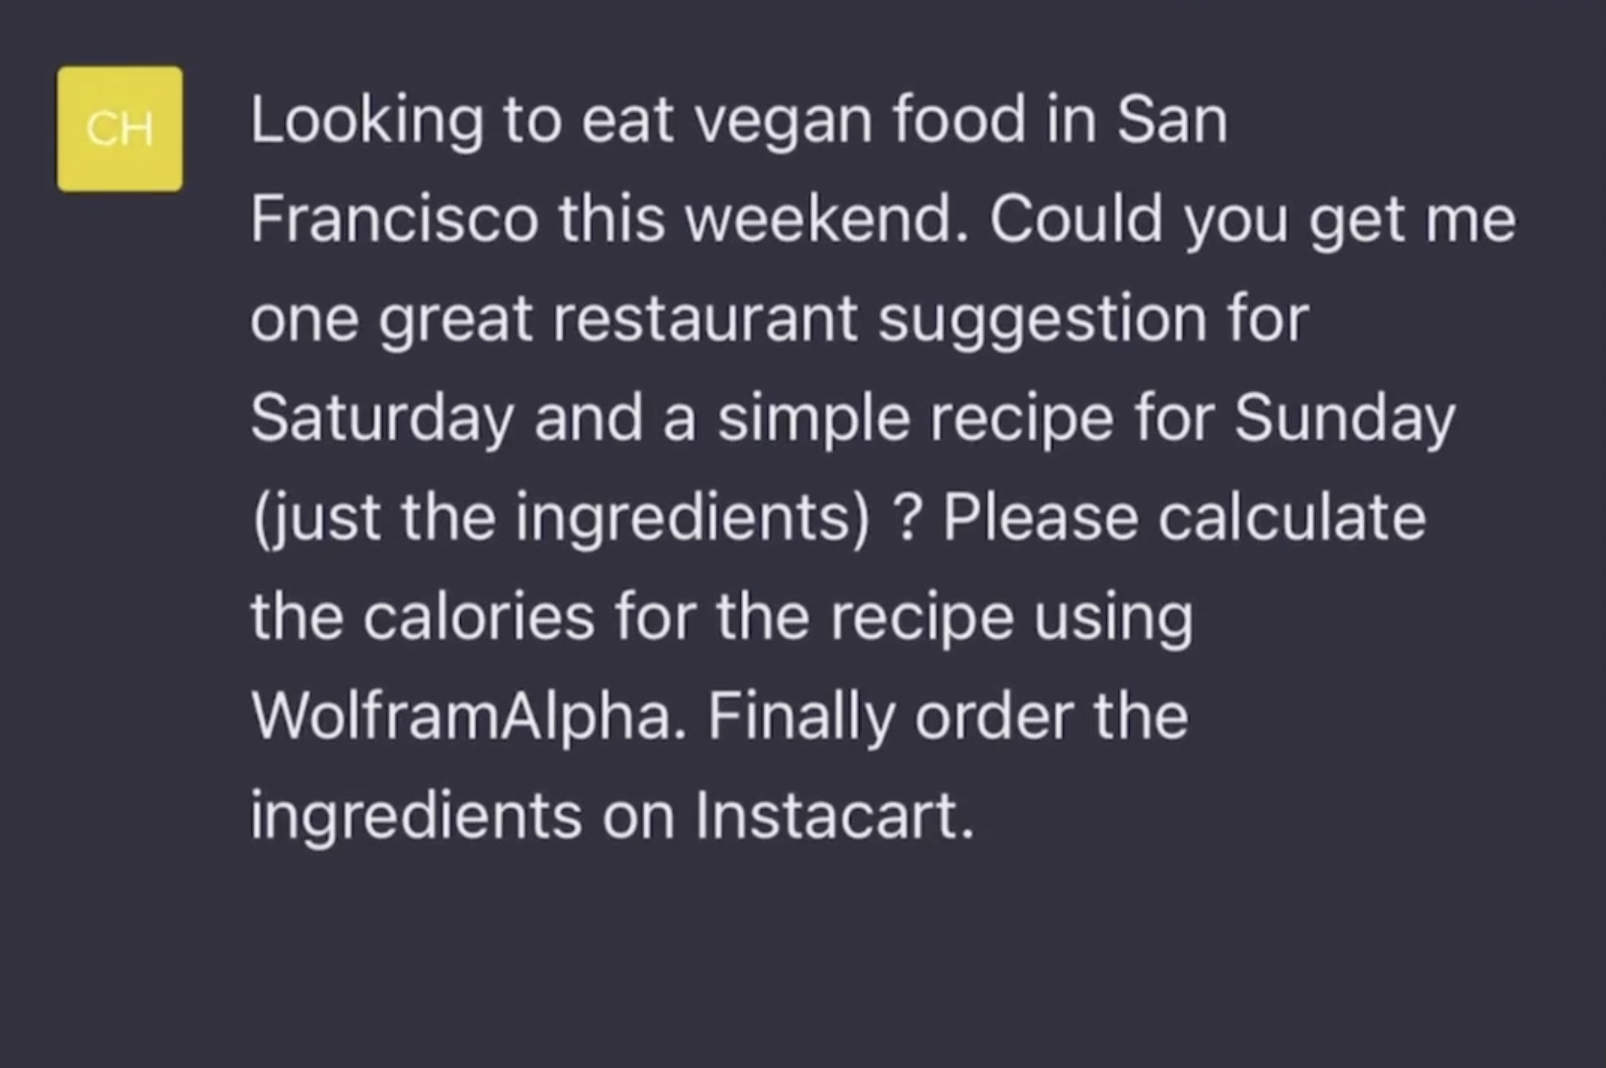 CH
Looking to eat vegan food in San
Francisco this weekend. Could you get me
one great restaurant suggestion for
Saturday and a simple recipe for Sunday
(just the ingredients) ? Please calculate
the calories for the recipe using
WolframAlpha. Finally order the
ingredients on Instacart.